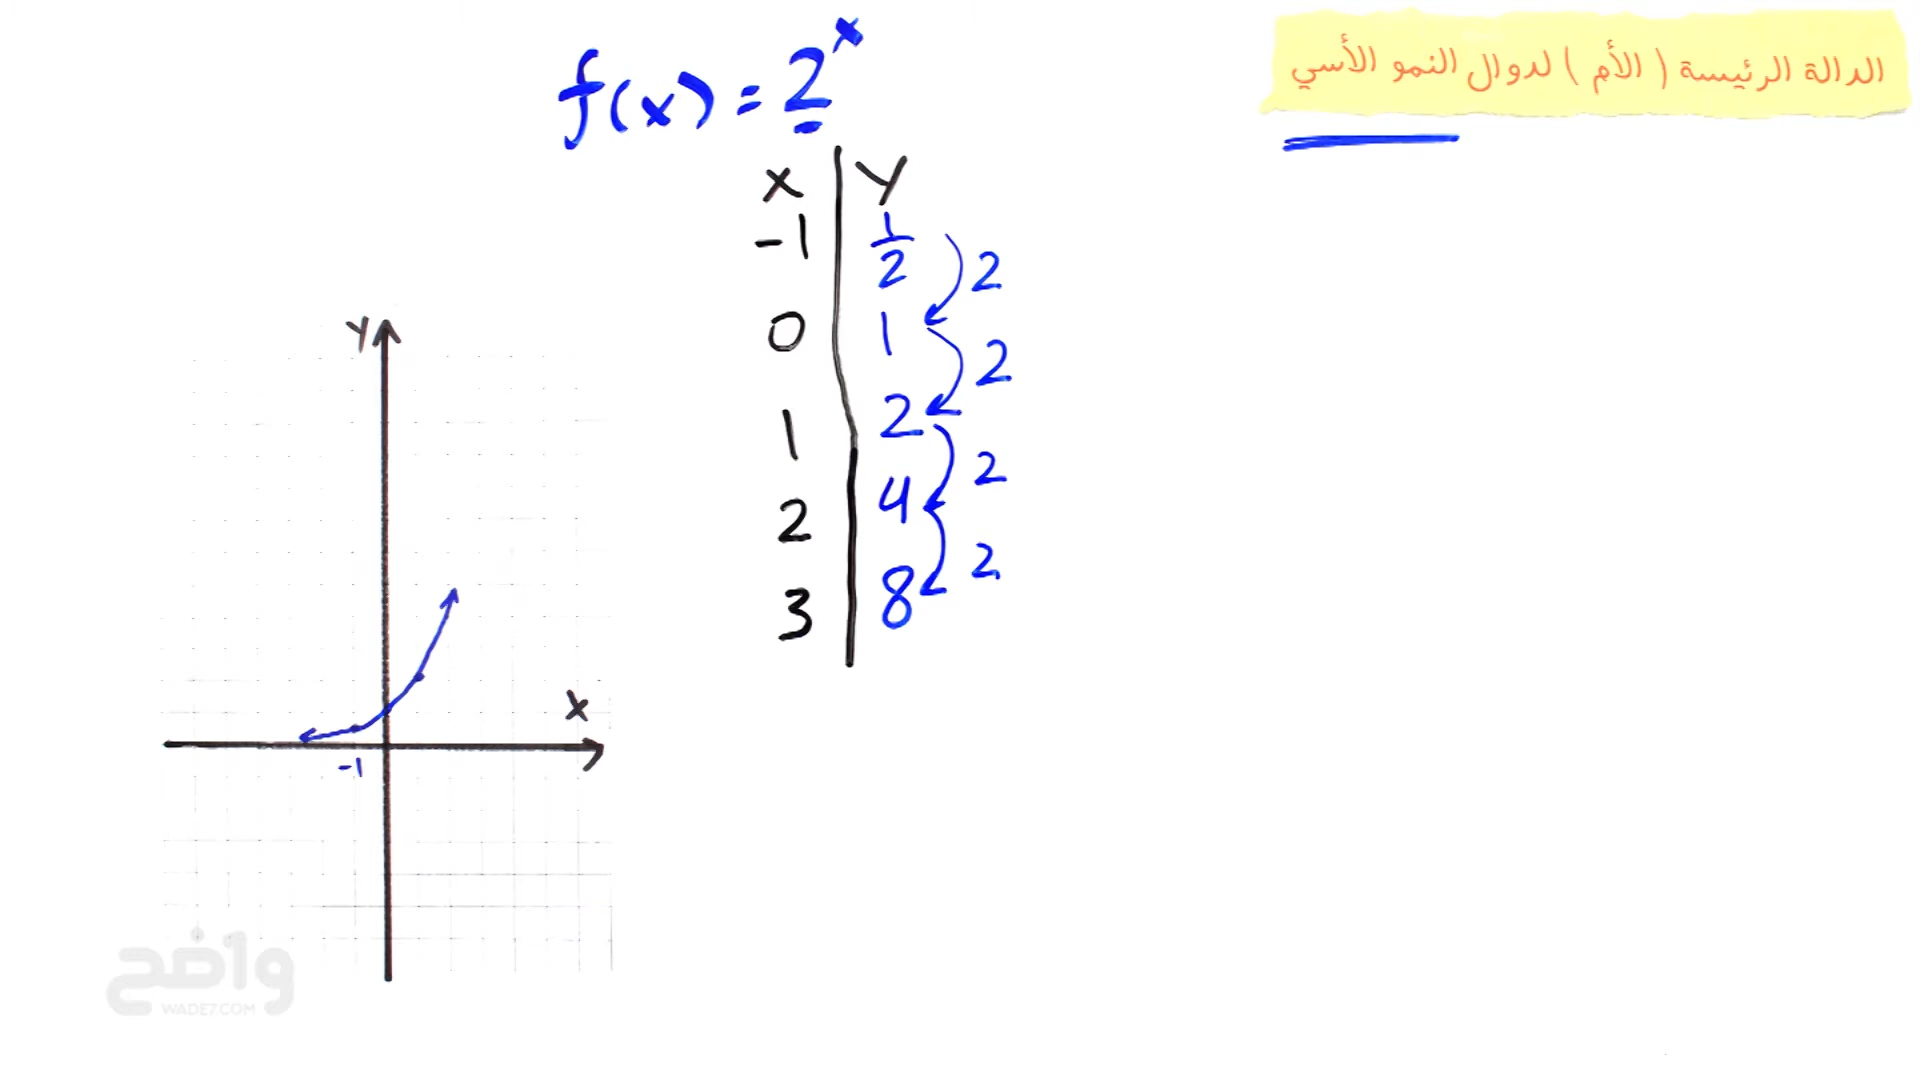 الدالة الرئيسة ( الأم ) لدوال النمو الأسي
f(x) = 2^x
x y
-1 1/2 2
0 1 2
1 2 2
2 4 2
3 8
y
x
-1
واضح
WADE7.COM